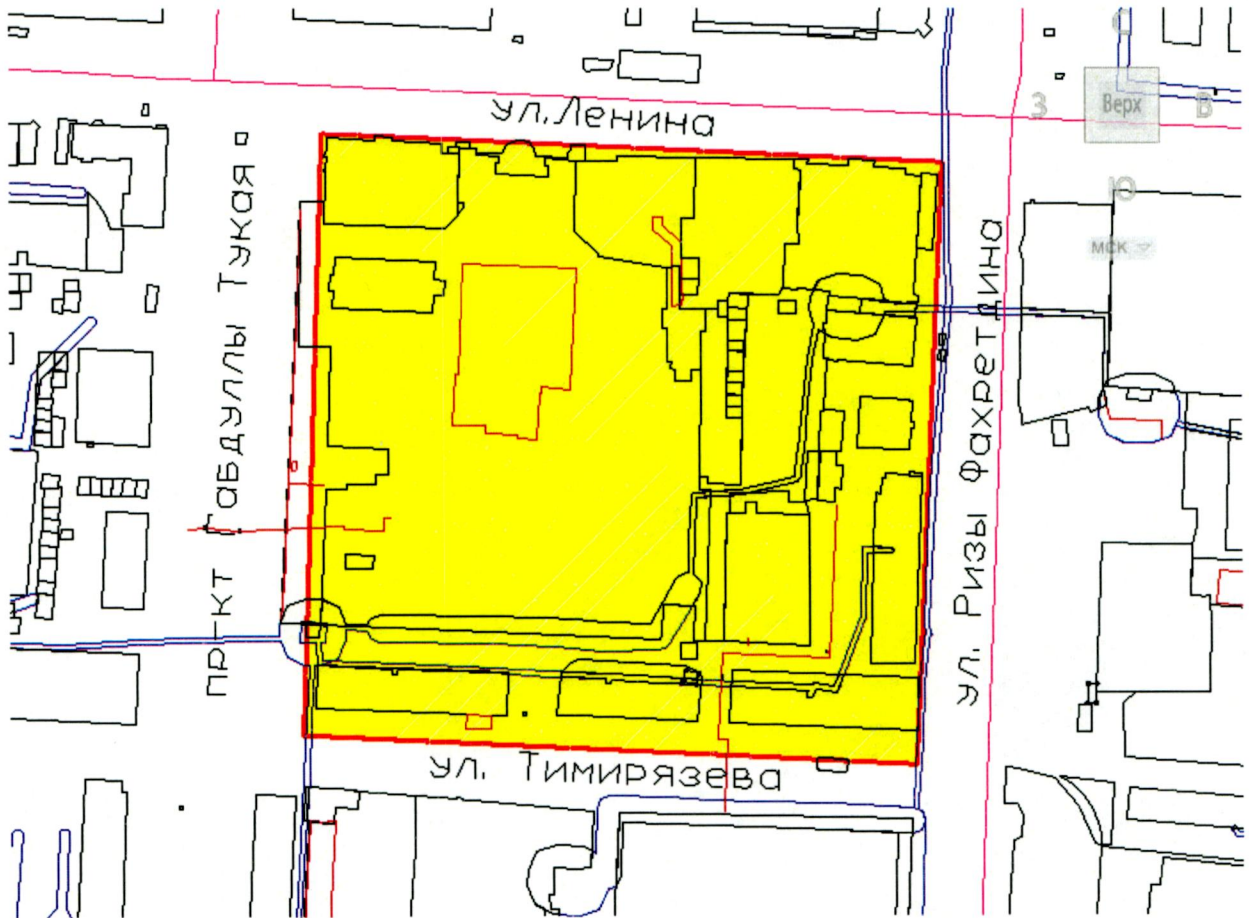 С
З
Верх
В
Ю
МСК
ул.Ленина
пр-кт Габдуллы Тукая
ул. Ризы Фахретдина
ул. Тимирязева